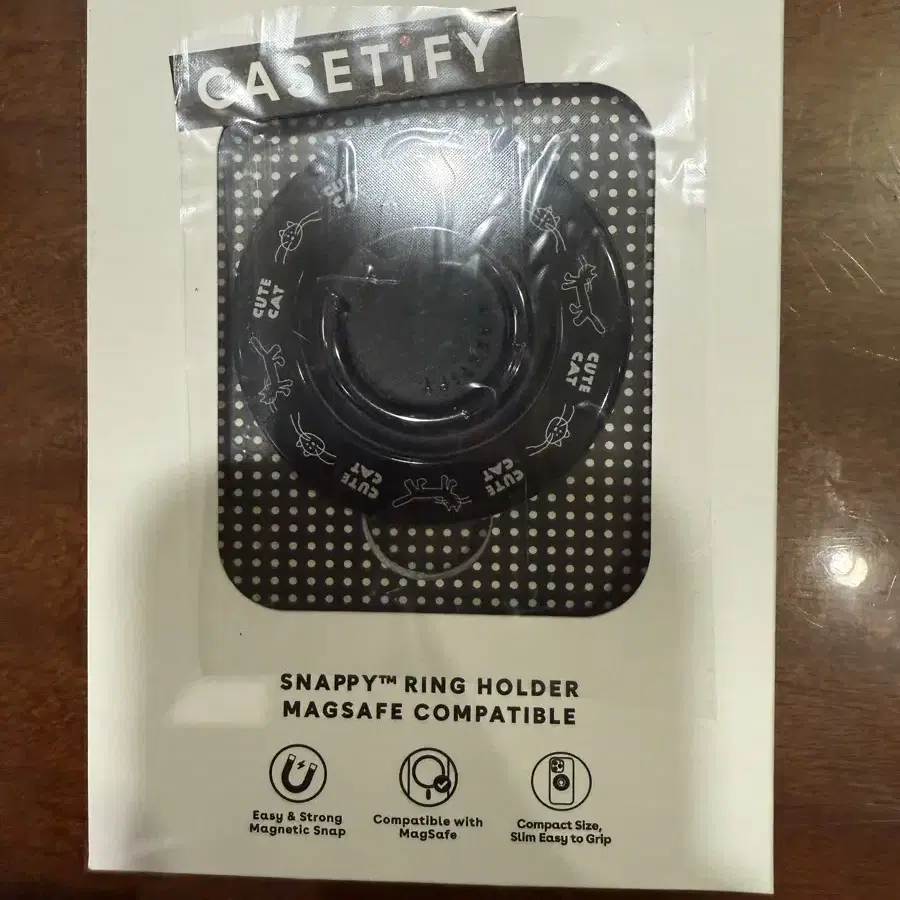 CASETiFY
CUTE
CAT
CUTE
CAT
CUTE
CAT
CUTE
CAT
SNAPPY™ RING HOLDER
MAGSAFE COMPATIBLE
Easy & Strong
Magnetic Snap
Compatible with
MagSafe
Compact Size,
Slim Easy to Grip